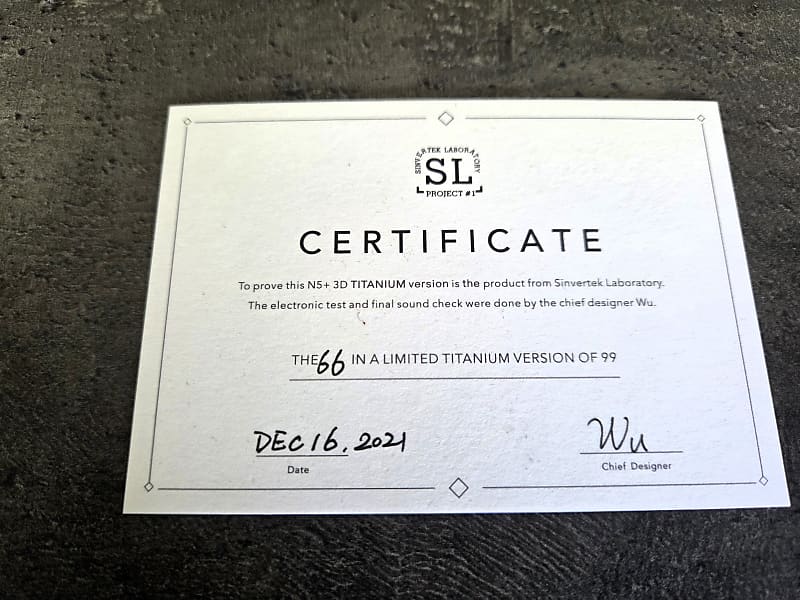 SINVERTEK LABORATORY
SL
PROJECT #1
CERTIFICATE
To prove this N5+ 3D TITANIUM version is the product from Sinvertek Laboratory.
The electronic test and final sound check were done by the chief designer Wu.
THE 66 IN A LIMITED TITANIUM VERSION OF 99
DEC 16, 2021
Wu
Date
Chief Designer